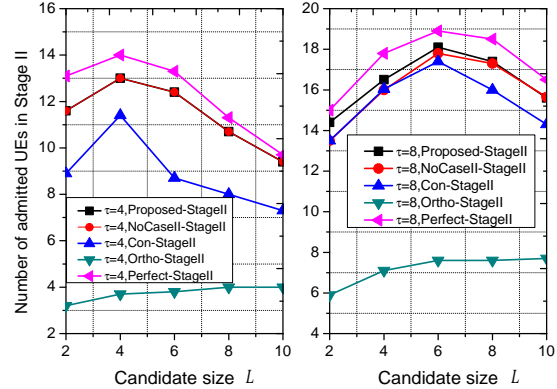 Number of admitted UEs in Stage II
16
14
12
10
8
6
4
2
τ=4,Proposed-StageII
τ=4,NoCaseII-StageII
τ=4,Con-StageII
τ=4,Ortho-StageII
τ=4,Perfect-StageII
2 4 6 8 10
Candidate size L
20
18
16
14
12
10
8
6
4
τ=8,Proposed-StageII
τ=8,NoCaseII-StageII
τ=8,Con-StageII
τ=8,Ortho-StageII
τ=8,Perfect-StageII
2 4 6 8 10
Candidate size L